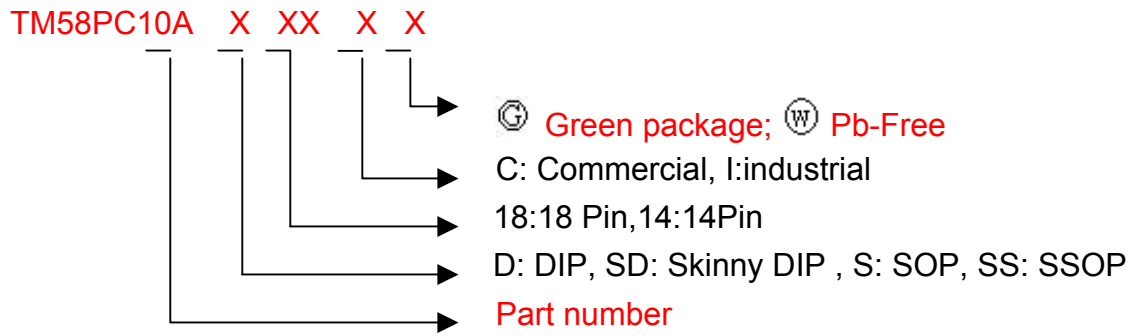 TM58PC10A X XX X X
Ⓖ Green package; Ⓦ Pb-Free
C: Commercial, I:industrial
18:18 Pin,14:14Pin
D: DIP, SD: Skinny DIP , S: SOP, SS: SSOP
Part number